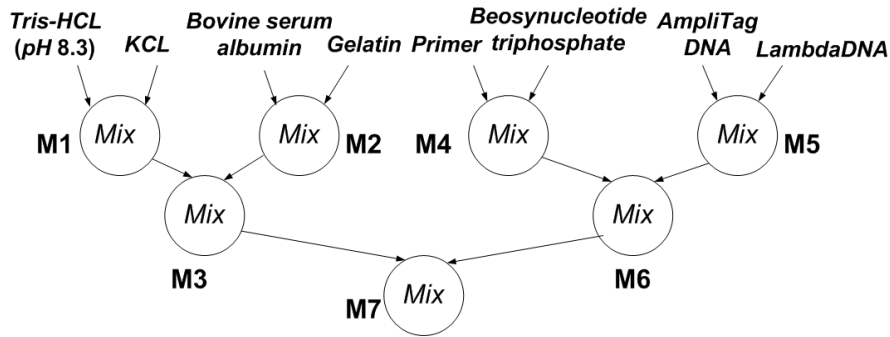 Tris-HCL
(pH 8.3)
KCL
Bovine serum
albumin
Gelatin
Primer
Beosynucleotide
triphosphate
AmpliTag
DNA
LambdaDNA
M1
Mix
Mix
M2
M4
Mix
Mix
M5
Mix
M3
Mix
M6
M7
Mix